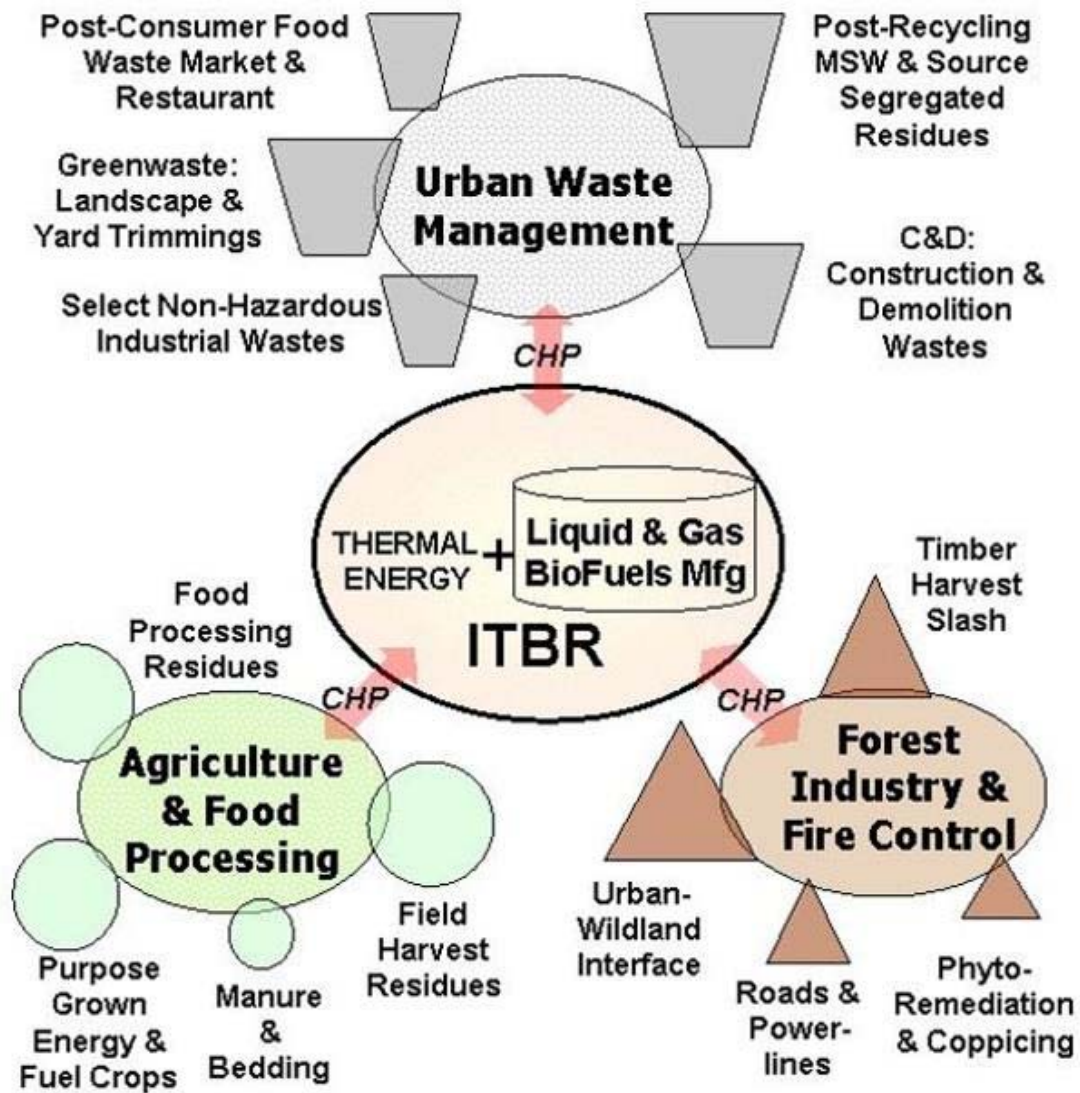 Post-Consumer Food
Waste Market &
Restaurant
Post-Recycling
MSW & Source
Segregated
Residues
Greenwaste:
Landscape &
Yard Trimmings
Urban Waste
Management
C&D:
Construction &
Demolition
Wastes
Select Non-Hazardous
Industrial Wastes
CHP
THERMAL
ENERGY
+
Liquid & Gas
BioFuels Mfg
ITBR
Food
Processing
Residues
CHP
CHP
Timber
Harvest
Slash
Agriculture
& Food
Processing
Forest
Industry &
Fire Control
Purpose
Grown
Energy &
Fuel Crops
Manure
&
Bedding
Field
Harvest
Residues
Urban-
Wildland
Interface
Roads &
Power-
lines
Phyto-
Remediation
& Coppicing